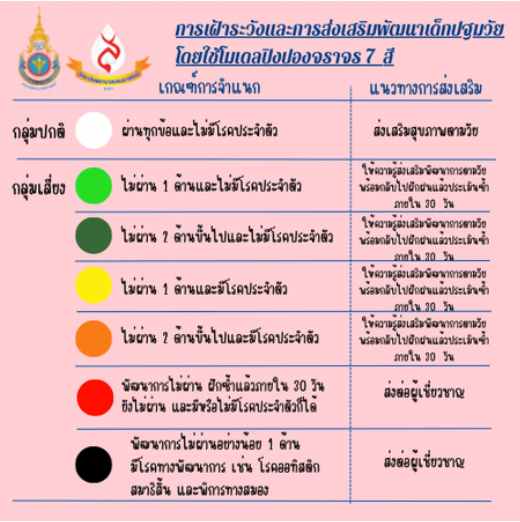 การเฝ้าระวังและการส่งเสริมพัฒนาเด็กปฐมวัย
โดยใช้โมเดลปิงปองจราจร 7 สี
เกณฑ์การจำแนก
แนวทางการส่งเสริม
กลุ่มปกติ
ผ่านทุกข้อและไม่มีโรคประจำตัว
ส่งเสริมสุขภาพตามวัย
กลุ่มเสี่ยง
ไม่ผ่าน 1 ด้านและไม่มีโรคประจำตัว
ให้ความรู้ส่งเสริมพัฒนาการตามวัย
พร้อมกลับไปฝึกฝนแล้วประเมินซ้ำ
ภายใน 30 วัน
ไม่ผ่าน 2 ด้านขึ้นไปและไม่มีโรคประจำตัว
ให้ความรู้ส่งเสริมพัฒนาการตามวัย
พร้อมกลับไปฝึกฝนแล้วประเมินซ้ำ
ภายใน 30 วัน
ไม่ผ่าน 1 ด้านและมีโรคประจำตัว
ให้ความรู้ส่งเสริมพัฒนาการตามวัย
พร้อมกลับไปฝึกฝนแล้วประเมินซ้ำ
ภายใน 30 วัน
ไม่ผ่าน 2 ด้านขึ้นไปและมีโรคประจำตัว
ให้ความรู้ส่งเสริมพัฒนาการตามวัย
พร้อมกลับไปฝึกฝนแล้วประเมินซ้ำ
ภายใน 30 วัน
พัฒนาการไม่ผ่าน ฝึกซ้ำแล้วภายใน 30 วัน
ยังไม่ผ่าน และมีหรือไม่มีโรคประจำตัวก็ได้
ส่งต่อผู้เชี่ยวชาญ
พัฒนาการไม่ผ่านอย่างน้อย 1 ด้าน
มีโรคทางพัฒนาการ เช่น โรคออทิสติก
สมาธิสั้น และพิการทางสมอง
ส่งต่อผู้เชี่ยวชาญ